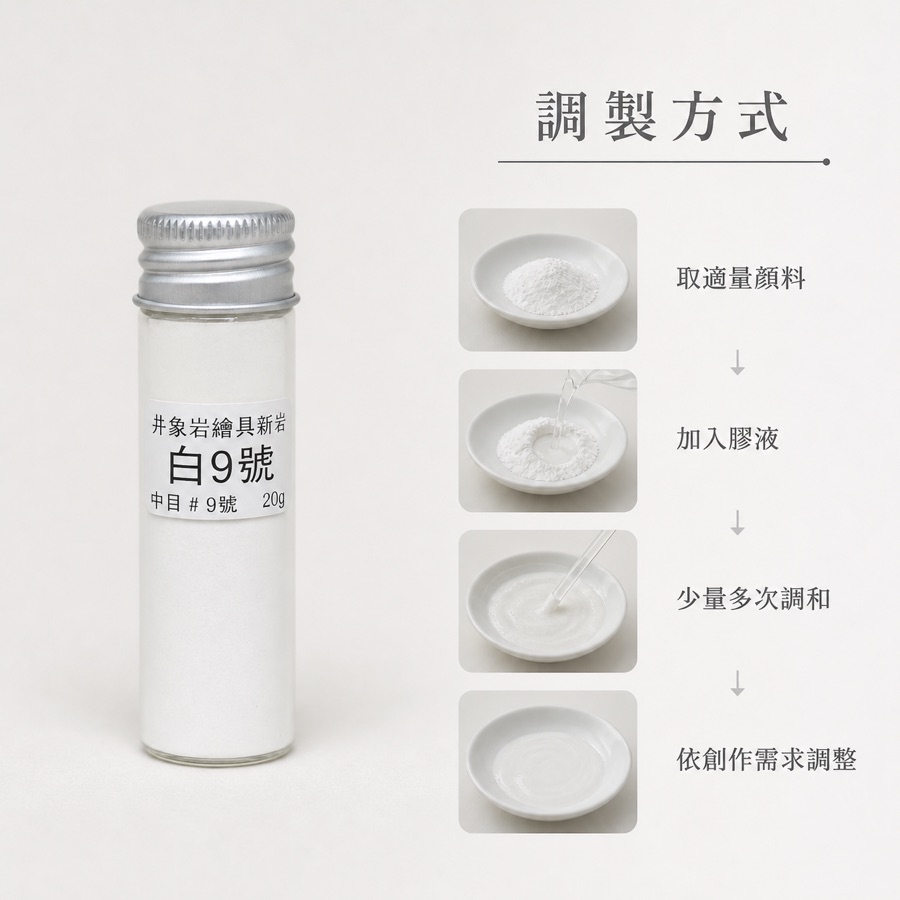 調製方式
取適量顏料
↓
加入膠液
↓
少量多次調和
↓
依創作需求調整
井象岩繪具新岩
白9號
中目 # 9號 20g